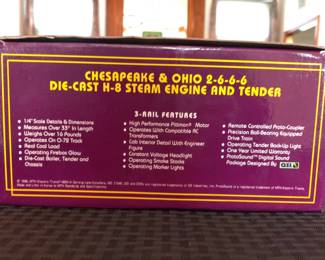 CHESAPEAKE & OHIO 2-6-6-6
DIE-CAST H-8 STEAM ENGINE AND TENDER
3-RAIL FEATURES
• 1/4" Scale Details & Dimensions
• Measures Over 33" In Length
• Weighs Over 16 Pounds
• Operates On O-72 Track
• Real Coal Load
• Operating Firebox Glow
• Die-Cast Boiler, Tender and
Chassis
• High Performance Pittman® Motor
• Operates With Compatible AC
Transformers
• Cab Interior Detail With Engineer
Figure
• Constant Voltage Headlight
• Operating Smoke Stacks
• Operating Marker Lights
• Remote Controlled Proto-Coupler
• Precision Ball-Bearing Equipped
Drive Train
• Operating Tender Back-Up Light
• One Year Limited Warranty
• ProtoSound™ Digital Sound
Package Designed By QSI